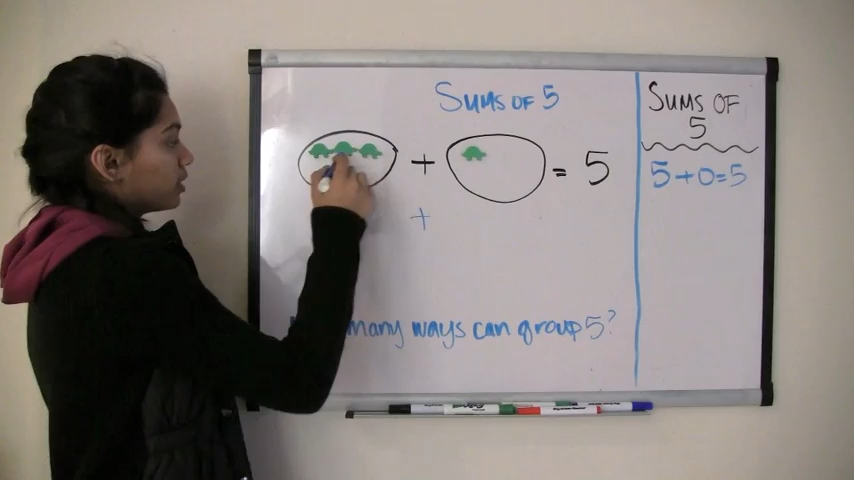 Sums of 5
+ = 5
+
many ways can group 5?
Sums of
5
5+0=5